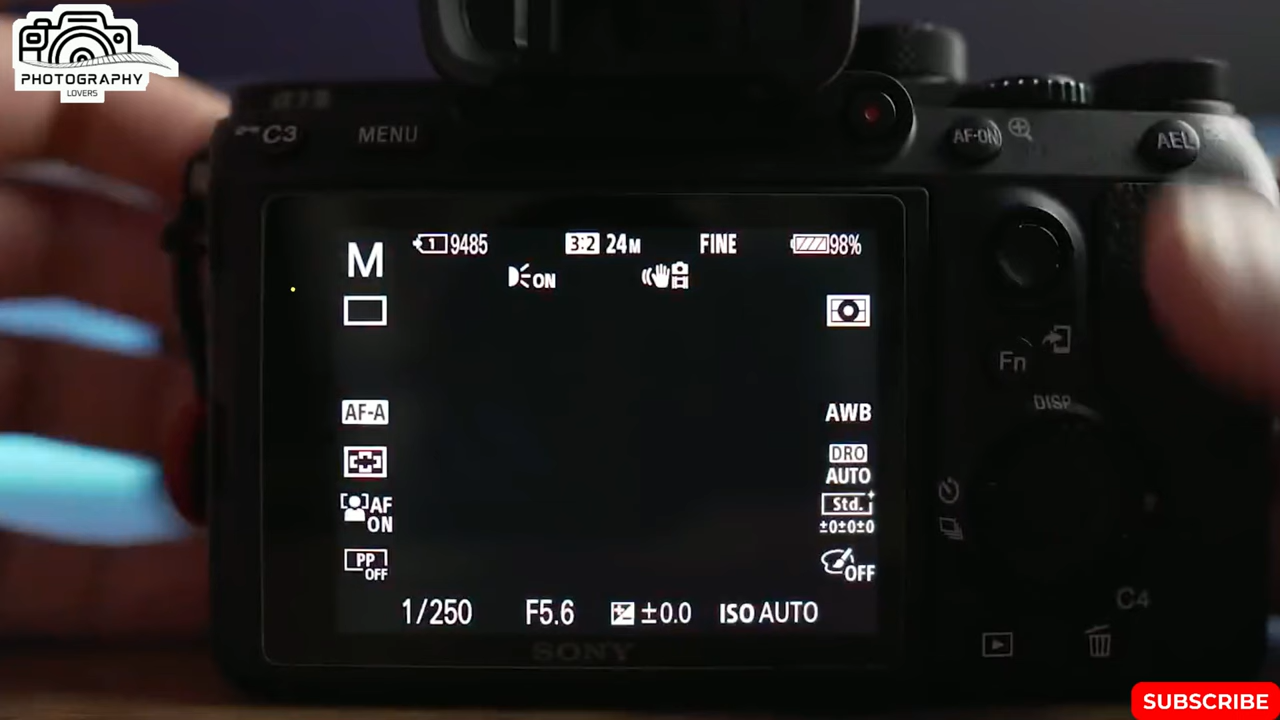 PHOTOGRAPHY
LOVERS
C3
MENU
AF-ON
AEL
M
1 9485
3:2 24M
FINE
98%
ON
AF-A
AWB
DRO
AUTO
AF
ON
Std.
±0±0±0
PP
OFF
OFF
1/250
F5.6
±0.0
ISO AUTO
Fn
DISP
C4
SONY
SUBSCRIBE